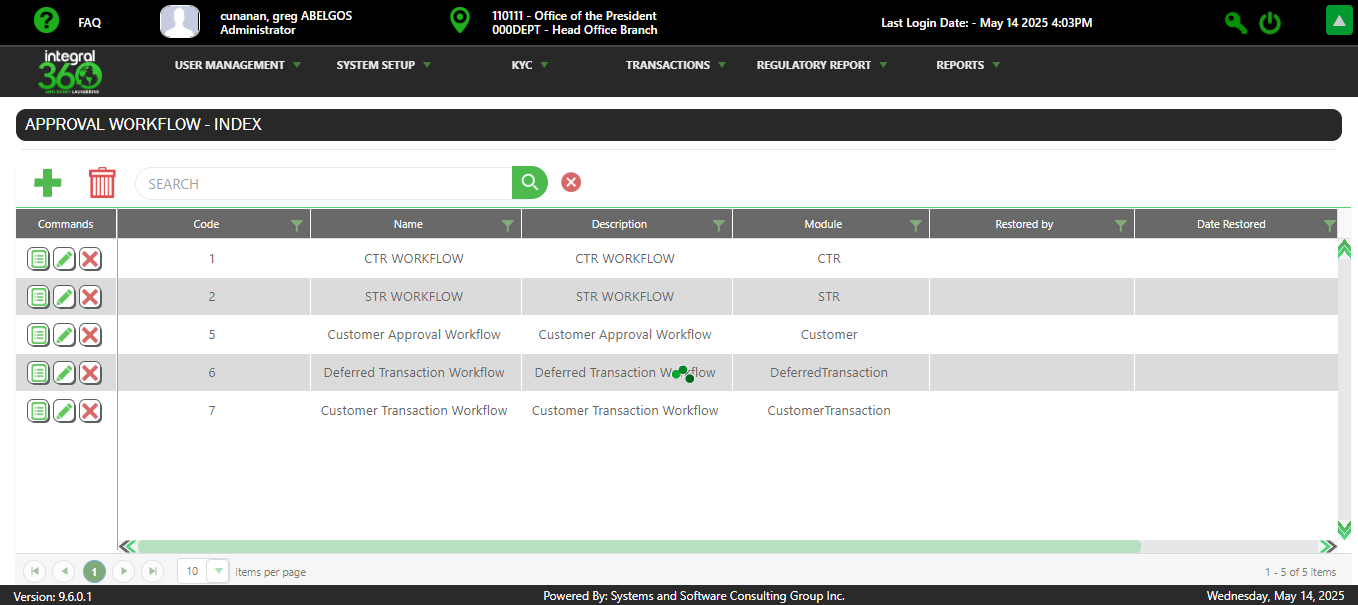 FAQ
cunanan, greg ABELGOS
Administrator
110111 - Office of the President
000DEPT - Head Office Branch
Last Login Date: - May 14 2025 4:03PM
integral
360
ANTI-MONEY LAUNDERING
USER MANAGEMENT
SYSTEM SETUP
KYC
TRANSACTIONS
REGULATORY REPORT
REPORTS
APPROVAL WORKFLOW - INDEX
SEARCH
Commands Code Name Description Module Restored by Date Restored
1 CTR WORKFLOW CTR WORKFLOW CTR
2 STR WORKFLOW STR WORKFLOW STR
5 Customer Approval Workflow Customer Approval Workflow Customer
6 Deferred Transaction Workflow Deferred Transaction Workflow DeferredTransaction
7 Customer Transaction Workflow Customer Transaction Workflow CustomerTransaction
1
10 items per page
1 - 5 of 5 items
Version: 9.6.0.1
Powered By: Systems and Software Consulting Group Inc.
Wednesday, May 14, 2025